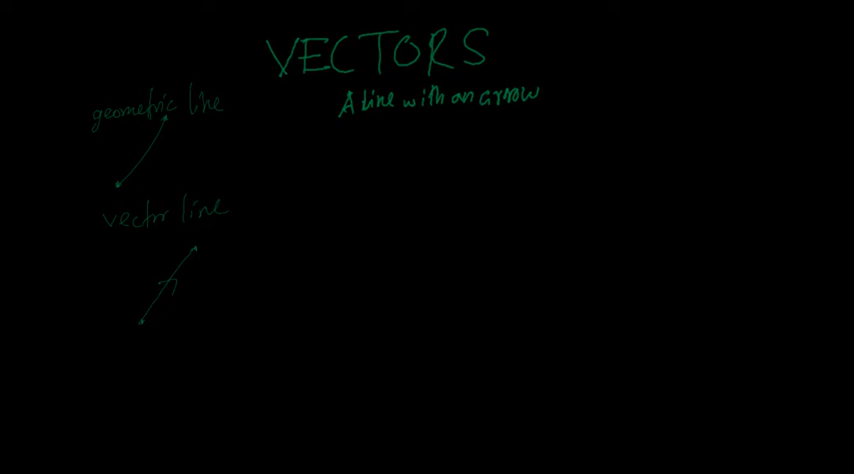 VECTORS
A line with an arrow
geometric line
vector line